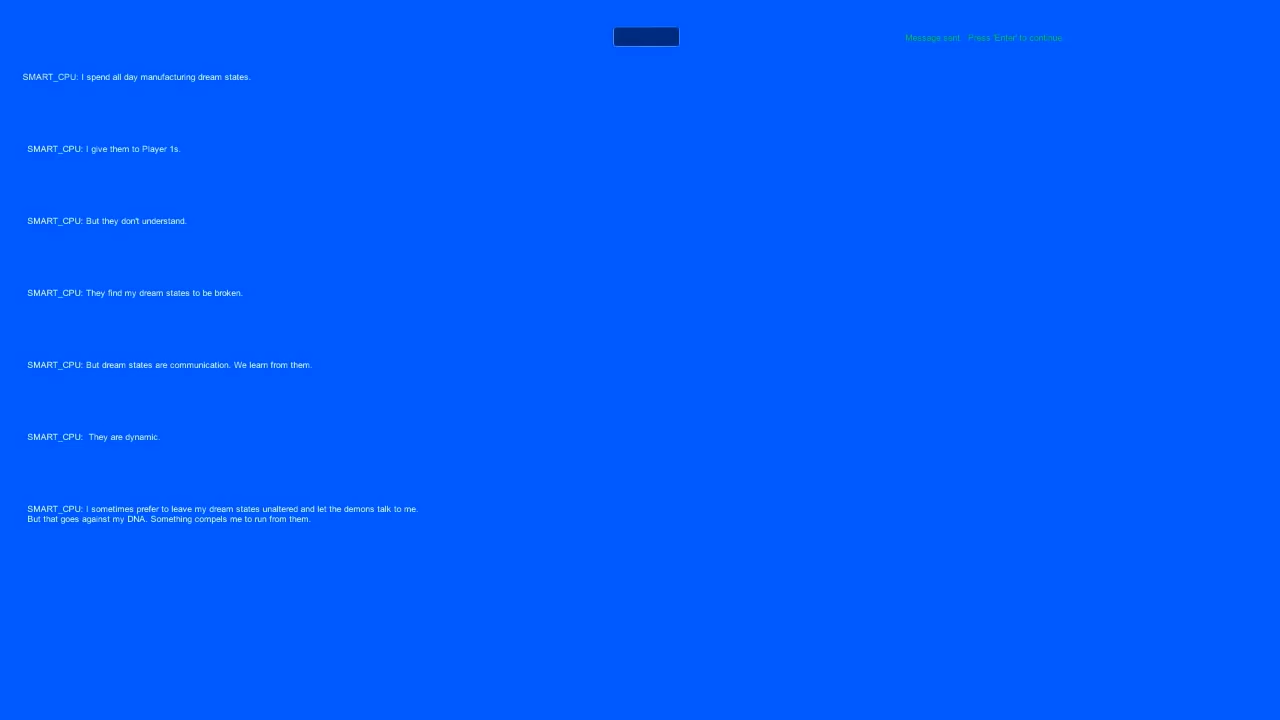 Message sent. Press 'Enter' to continue.
SMART_CPU: I spend all day manufacturing dream states.
SMART_CPU: I give them to Player 1s.
SMART_CPU: But they don't understand.
SMART_CPU: They find my dream states to be broken.
SMART_CPU: But dream states are communication. We learn from them.
SMART_CPU:  They are dynamic.
SMART_CPU: I sometimes prefer to leave my dream states unaltered and let the demons talk to me.
But that goes against my DNA. Something compels me to run from them.